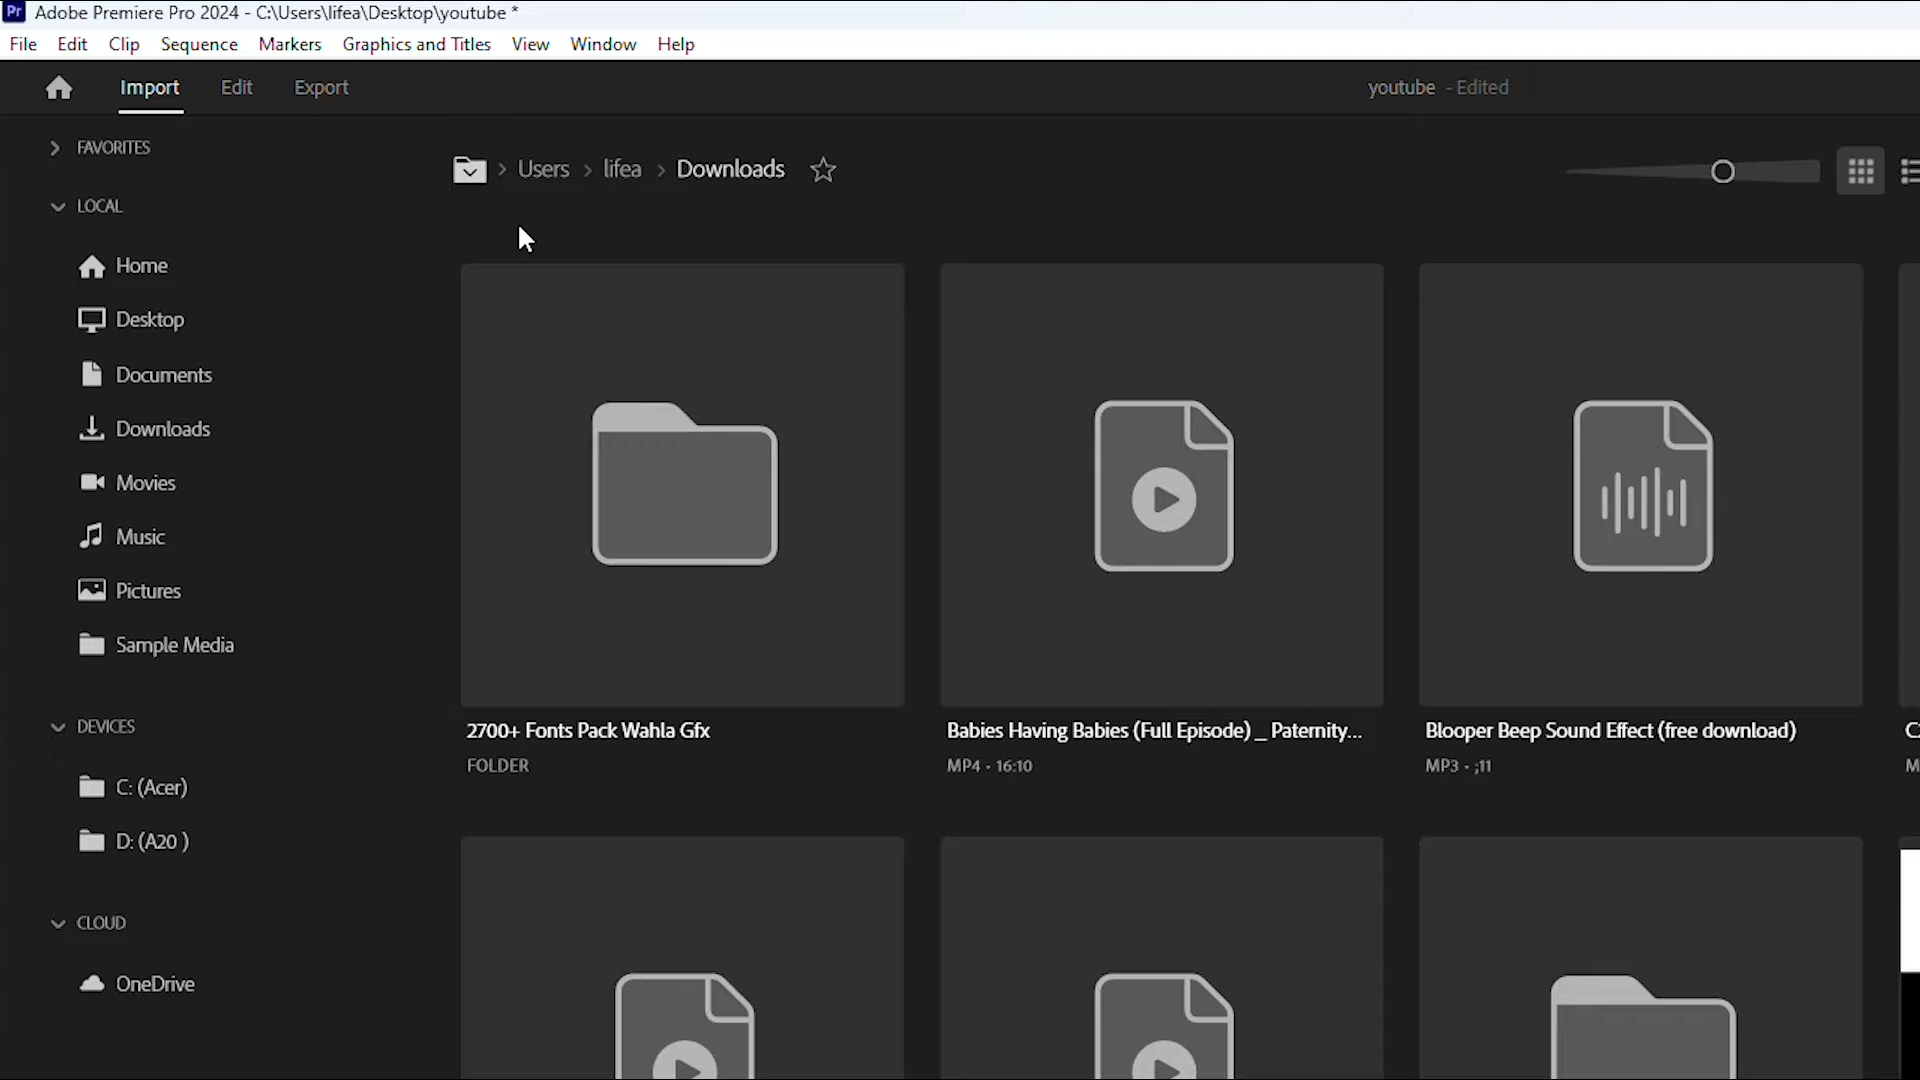 Pr Adobe Premiere Pro 2024 - C:\Users\lifea\Desktop\youtube *
File Edit Clip Sequence Markers Graphics and Titles View Window Help
Import Edit Export youtube - Edited
FAVORITES
Users > lifea > Downloads
LOCAL
Home
Desktop
Documents
Downloads
Movies
Music
Pictures
Sample Media
DEVICES
C: (Acer)
D: (A20 )
CLOUD
OneDrive
2700+ Fonts Pack Wahla Gfx
FOLDER
Babies Having Babies (Full Episode) _ Paternity...
MP4 • 16:10
Blooper Beep Sound Effect (free download)
MP3 • ;11